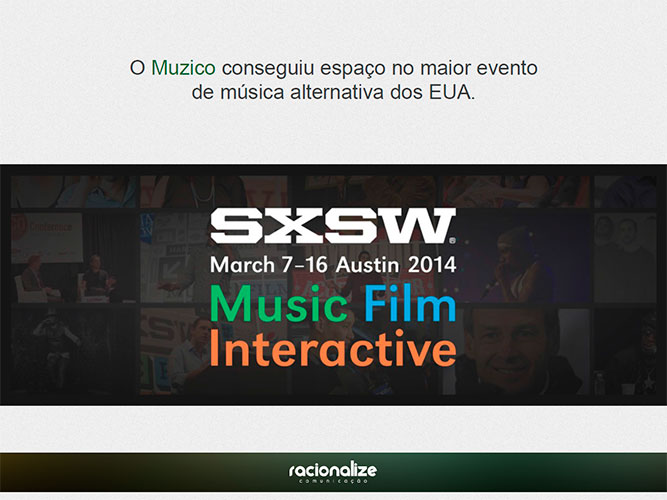 O Muzico conseguiu espaço no maior evento
de música alternativa dos EUA.
SXSW®
March 7-16 Austin 2014
Music Film
Interactive
racionalize
comunicação